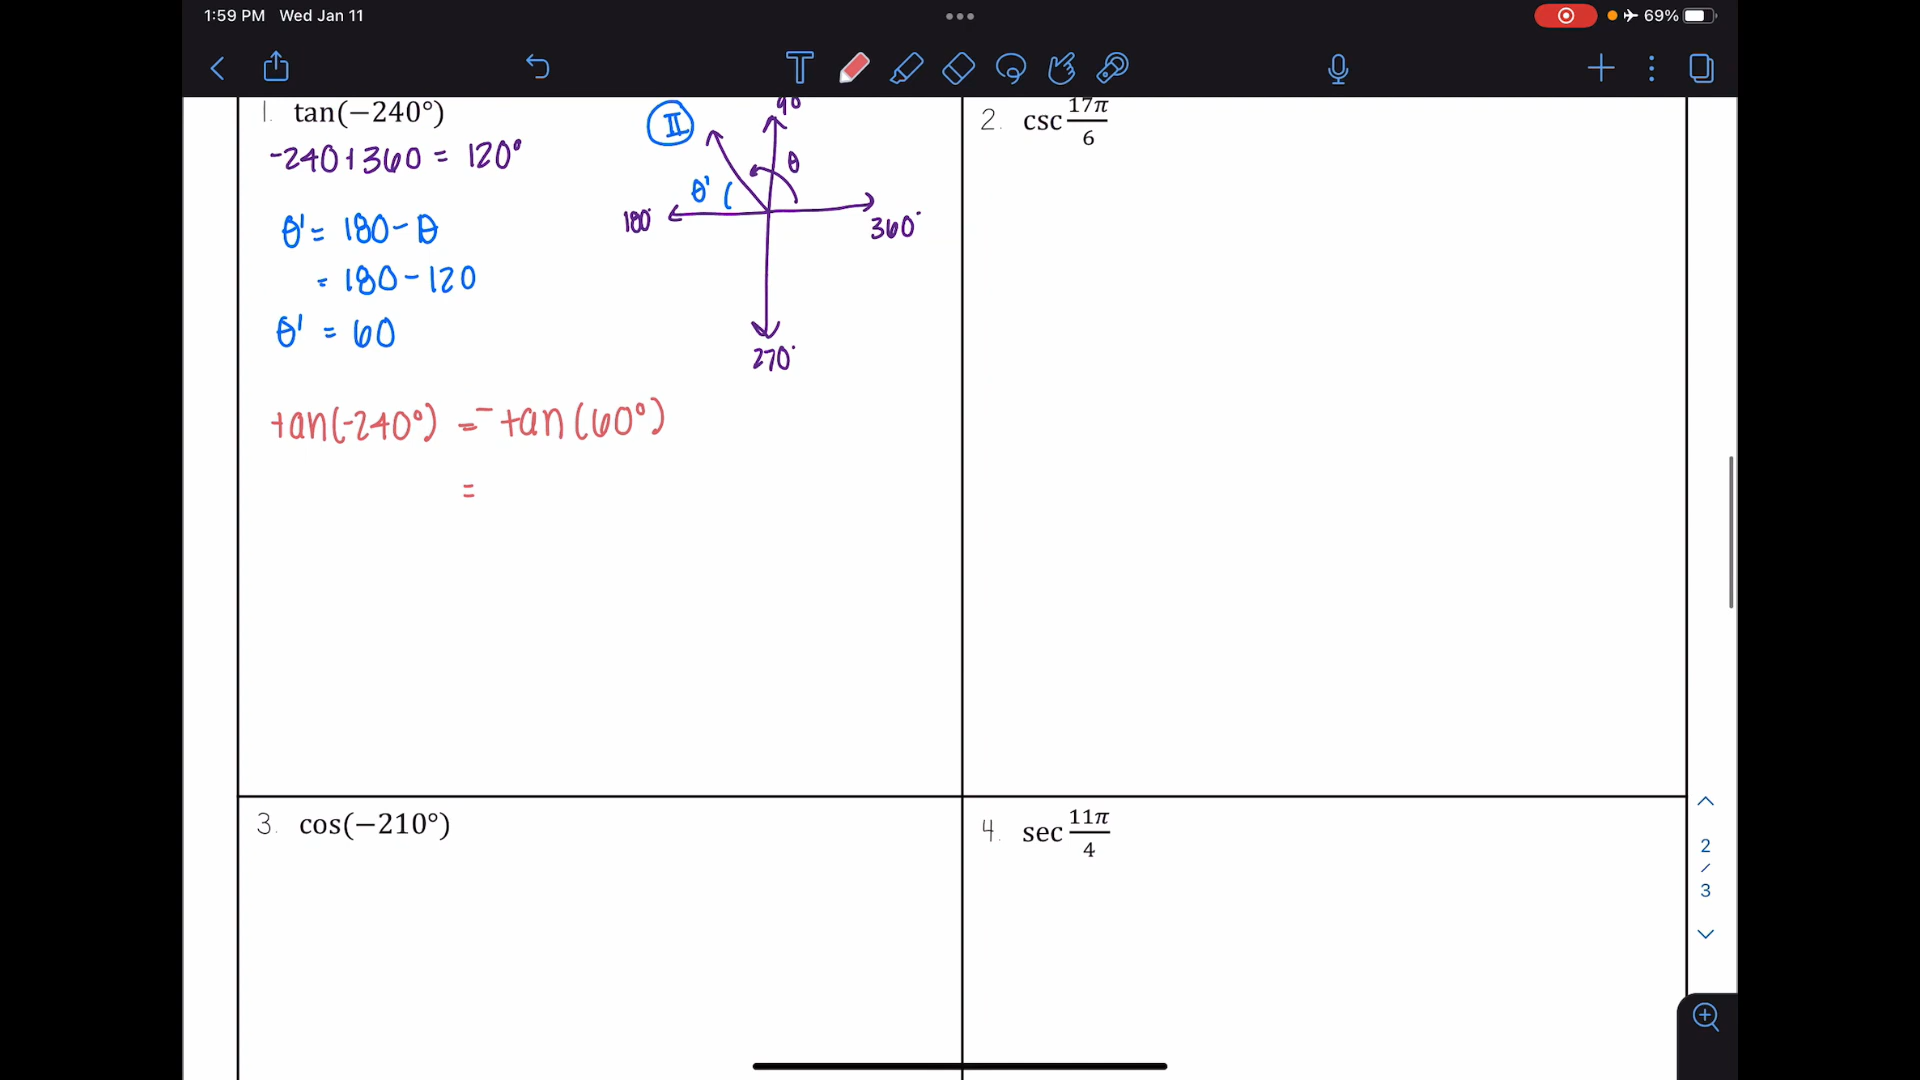 1:59 PM Wed Jan 11
69%
1. tan(−240°)
-240+360 = 120°
θ' = 180 - θ
= 180 - 120
θ' = 60
tan(-240°) = - tan(60°)
=
II
90
θ
θ'
180°
360°
270°
2. csc 17π/6
3. cos(−210°)
4. sec 11π/4
2
/
3